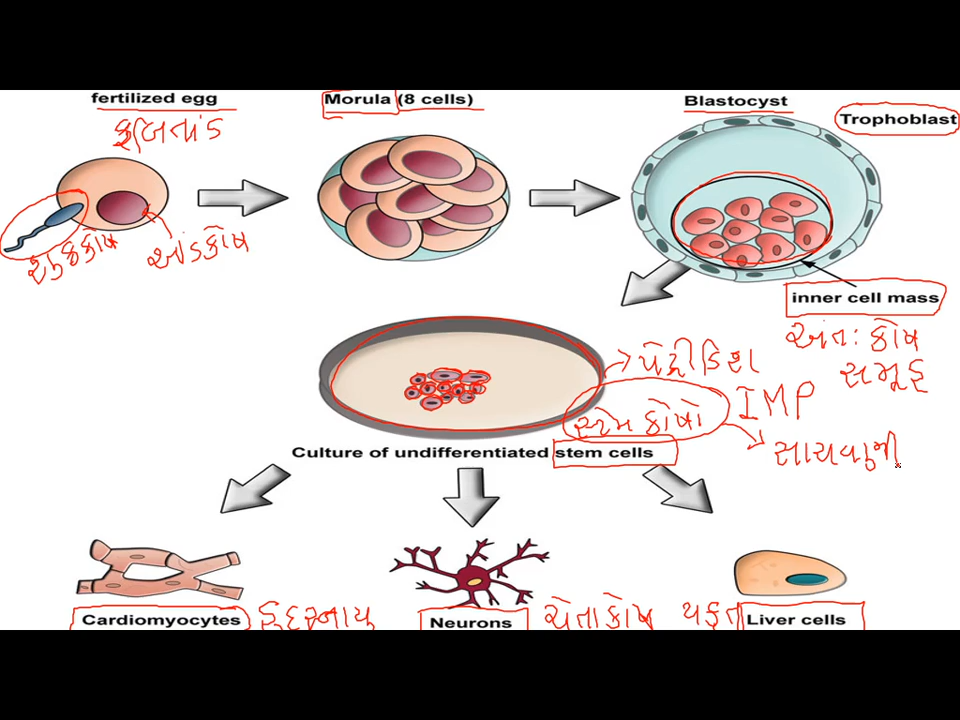 fertilized egg
Morula (8 cells)
Blastocyst
Trophoblast
ફલિતાંડ
શુક્રકોષ
અંડકોષ
inner cell mass
અંતઃ કોષ
સમૂહ
પેટ્રીડિશ
IMP
સ્ટેમ કોષો
સાચવણી
Culture of undifferentiated stem cells
Cardiomyocytes
હૃદસ્નાયુ
Neurons
ચેતાકોષ
યકૃત
Liver cells